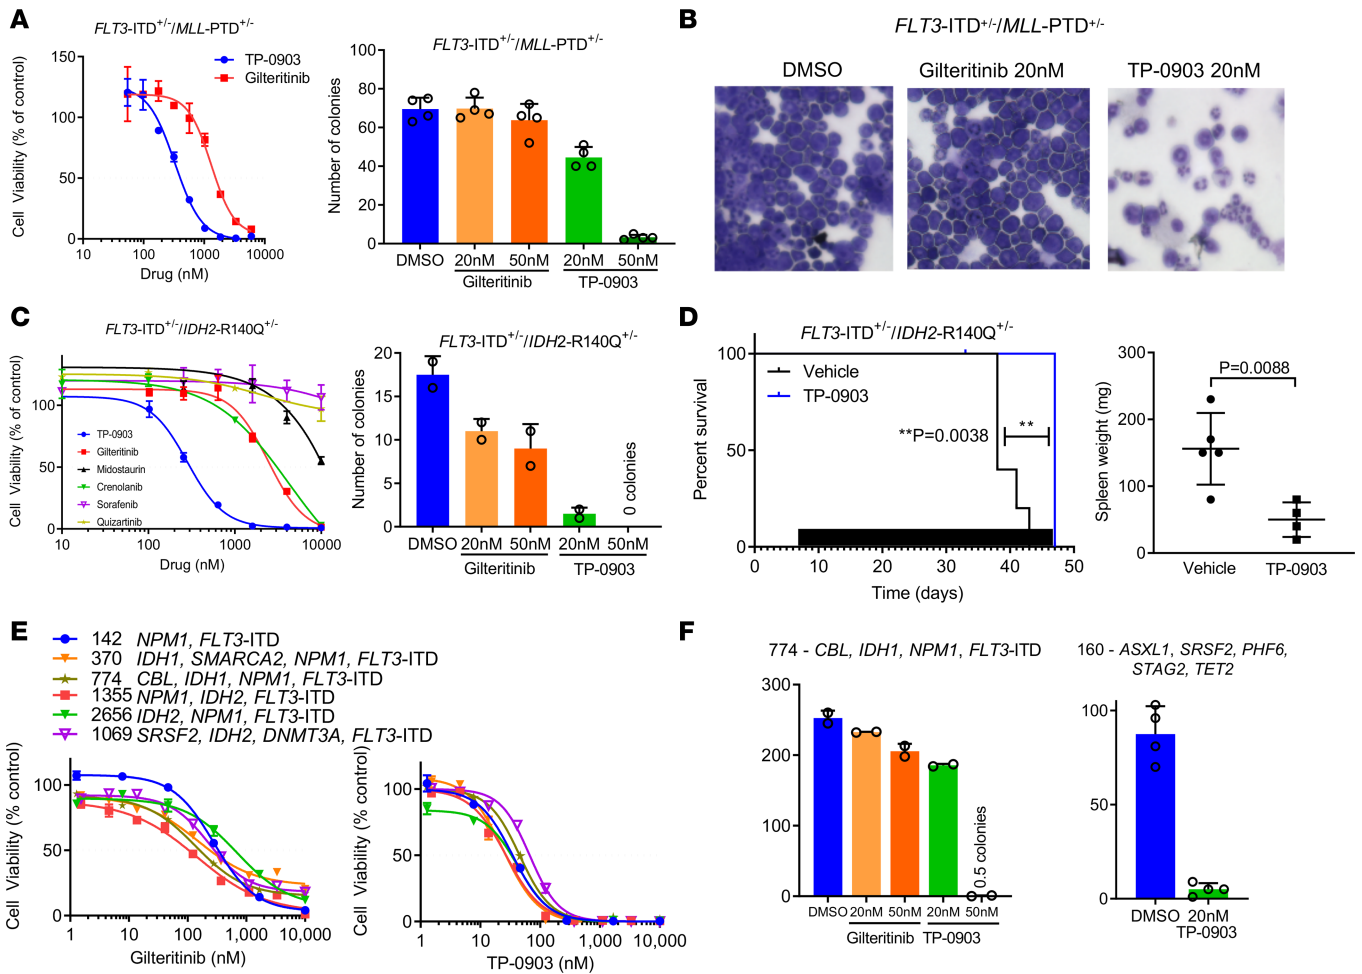 A
FLT3-ITD+/-/MLL-PTD+/-
Cell Viability (% of control)
150
100
50
0
10
100
1000
10000
Drug (nM)
TP-0903
Gilteritinib
FLT3-ITD+/-/MLL-PTD+/-
Number of colonies
100
80
60
40
20
0
DMSO
20nM
50nM
20nM
50nM
Gilteritinib
TP-0903
B
FLT3-ITD+/-/MLL-PTD+/-
DMSO
Gilteritinib 20nM
TP-0903 20nM
C
FLT3-ITD+/-/IDH2-R140Q+/-
Cell Viability (% of control)
100
50
0
TP-0903
Gilteritinib
Midostaurin
Crenolanib
Sorafenib
Quizartinib
10
100
1000
10000
Drug (nM)
FLT3-ITD+/-/IDH2-R140Q+/-
Number of colonies
20
15
10
5
0
0 colonies
DMSO
20nM
50nM
20nM
50nM
Gilteritinib
TP-0903
D
FLT3-ITD+/-/IDH2-R140Q+/-
Percent survival
100
50
0
Vehicle
TP-0903
**P=0.0038
**
0
10
20
30
40
50
Time (days)
Spleen weight (mg)
300
200
100
0
P=0.0088
Vehicle
TP-0903
E
142 NPM1, FLT3-ITD
370 IDH1, SMARCA2, NPM1, FLT3-ITD
774 CBL, IDH1, NPM1, FLT3-ITD
1355 NPM1, IDH2, FLT3-ITD
2656 IDH2, NPM1, FLT3-ITD
1069 SRSF2, IDH2, DNMT3A, FLT3-ITD
Cell Viability (% control)
100
50
0
1
10
100
1,000
10,000
Gilteritinib (nM)
Cell Viability (% control)
100
50
0
1
10
100
1,000
10,000
TP-0903 (nM)
F
774 - CBL, IDH1, NPM1, FLT3-ITD
300
200
100
0
0.5 colonies
DMSO
20nM
50nM
20nM
50nM
Gilteritinib
TP-0903
160 - ASXL1, SRSF2, PHF6,
STAG2, TET2
100
50
0
DMSO
20nM
TP-0903